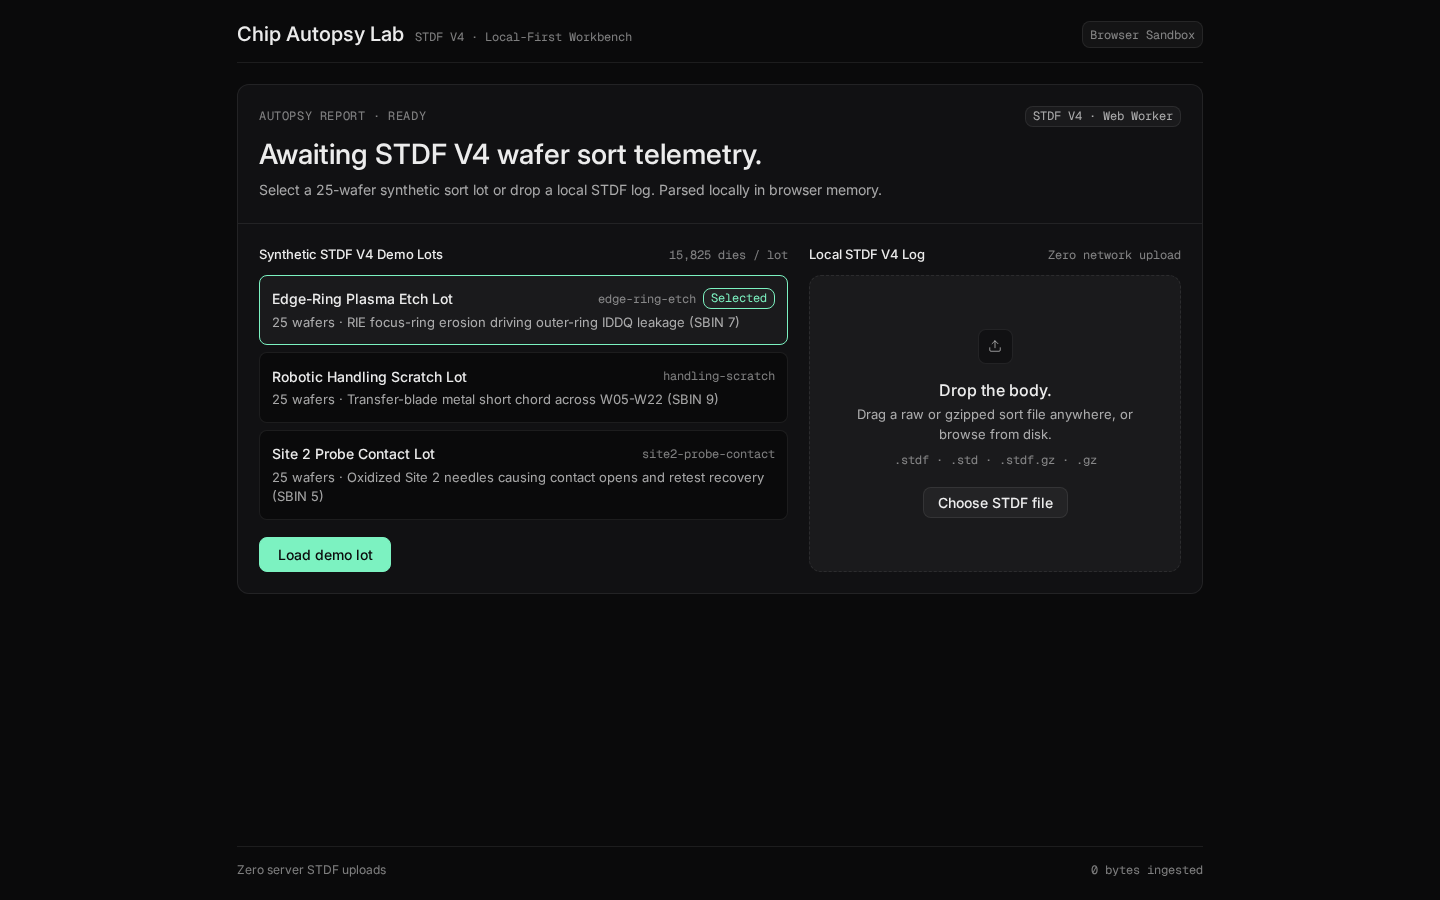 Chip Autopsy Lab STDF V4 · Local-First Workbench
Browser Sandbox
AUTOPSY REPORT · READY
STDF V4 · Web Worker
Awaiting STDF V4 wafer sort telemetry.
Select a 25-wafer synthetic sort lot or drop a local STDF log. Parsed locally in browser memory.
Synthetic STDF V4 Demo Lots
15,825 dies / lot
Edge-Ring Plasma Etch Lot
edge-ring-etch
Selected
25 wafers · RIE focus-ring erosion driving outer-ring IDDQ leakage (SBIN 7)
Robotic Handling Scratch Lot
handling-scratch
25 wafers · Transfer-blade metal short chord across W05-W22 (SBIN 9)
Site 2 Probe Contact Lot
site2-probe-contact
25 wafers · Oxidized Site 2 needles causing contact opens and retest recovery
(SBIN 5)
Load demo lot
Local STDF V4 Log
Zero network upload
Drop the body.
Drag a raw or gzipped sort file anywhere, or
browse from disk.
.stdf · .std · .stdf.gz · .gz
Choose STDF file
Zero server STDF uploads
0 bytes ingested